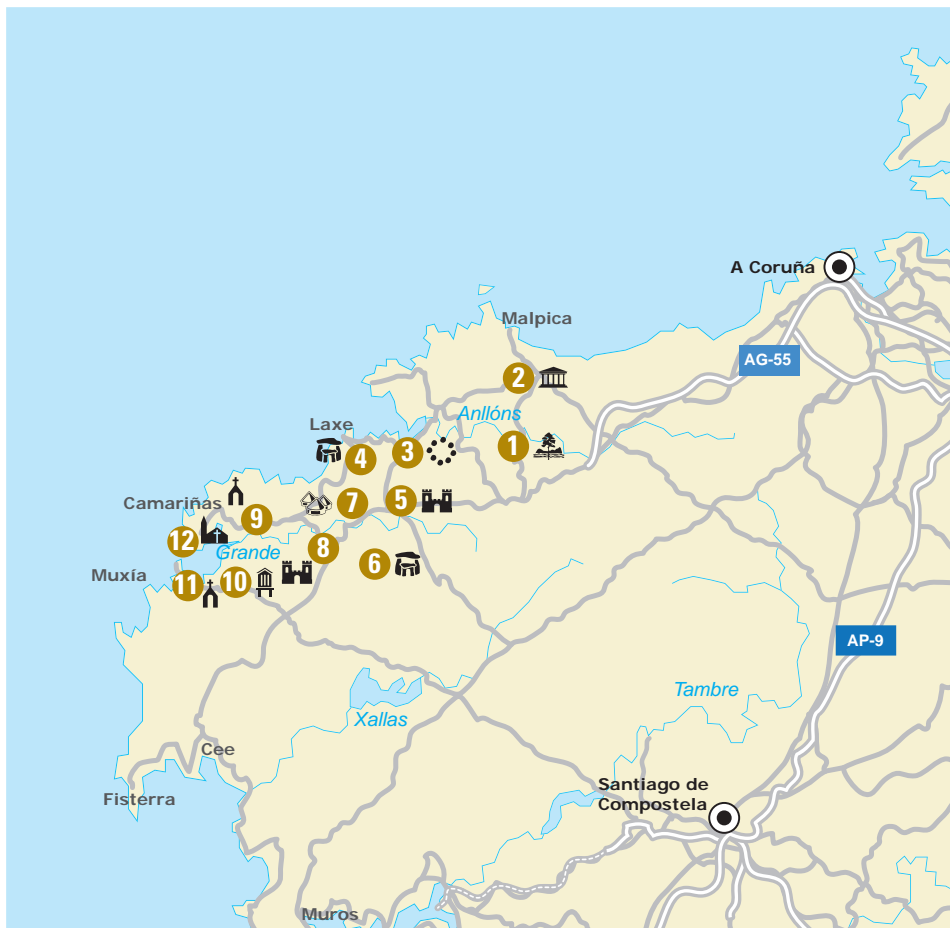 A Coruña
Malpica
AG-55
2
Anllóns
Laxe
1
3
4
Camariñas
7
5
9
12
Grande
8
6
Muxía
11
10
AP-9
Tambre
Xallas
Cee
Santiago de
Compostela
Fisterra
Muros